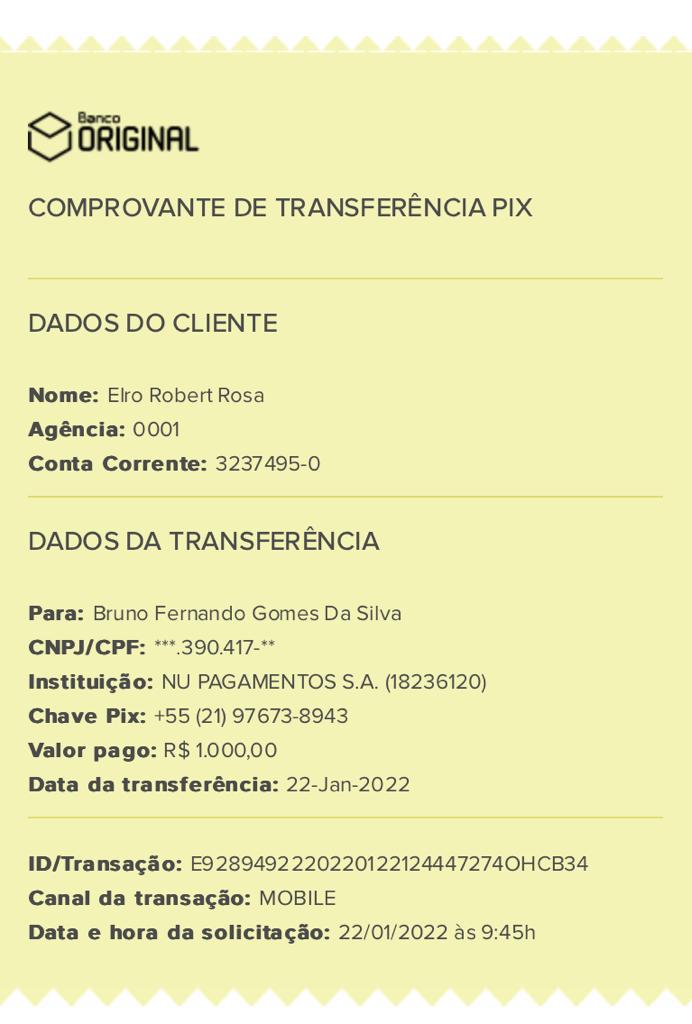 Banco
ORIGINAL
COMPROVANTE DE TRANSFERÊNCIA PIX
DADOS DO CLIENTE
Nome: Elro Robert Rosa
Agência: 0001
Conta Corrente: 3237495-0
DADOS DA TRANSFERÊNCIA
Para: Bruno Fernando Gomes Da Silva
CNPJ/CPF: ***.390.417-**
Instituição: NU PAGAMENTOS S.A. (18236120)
Chave Pix: +55 (21) 97673-8943
Valor pago: R$ 1.000,00
Data da transferência: 22-Jan-2022
ID/Transação: E9289492220220122124447274OHCB34
Canal da transação: MOBILE
Data e hora da solicitação: 22/01/2022 às 9:45h